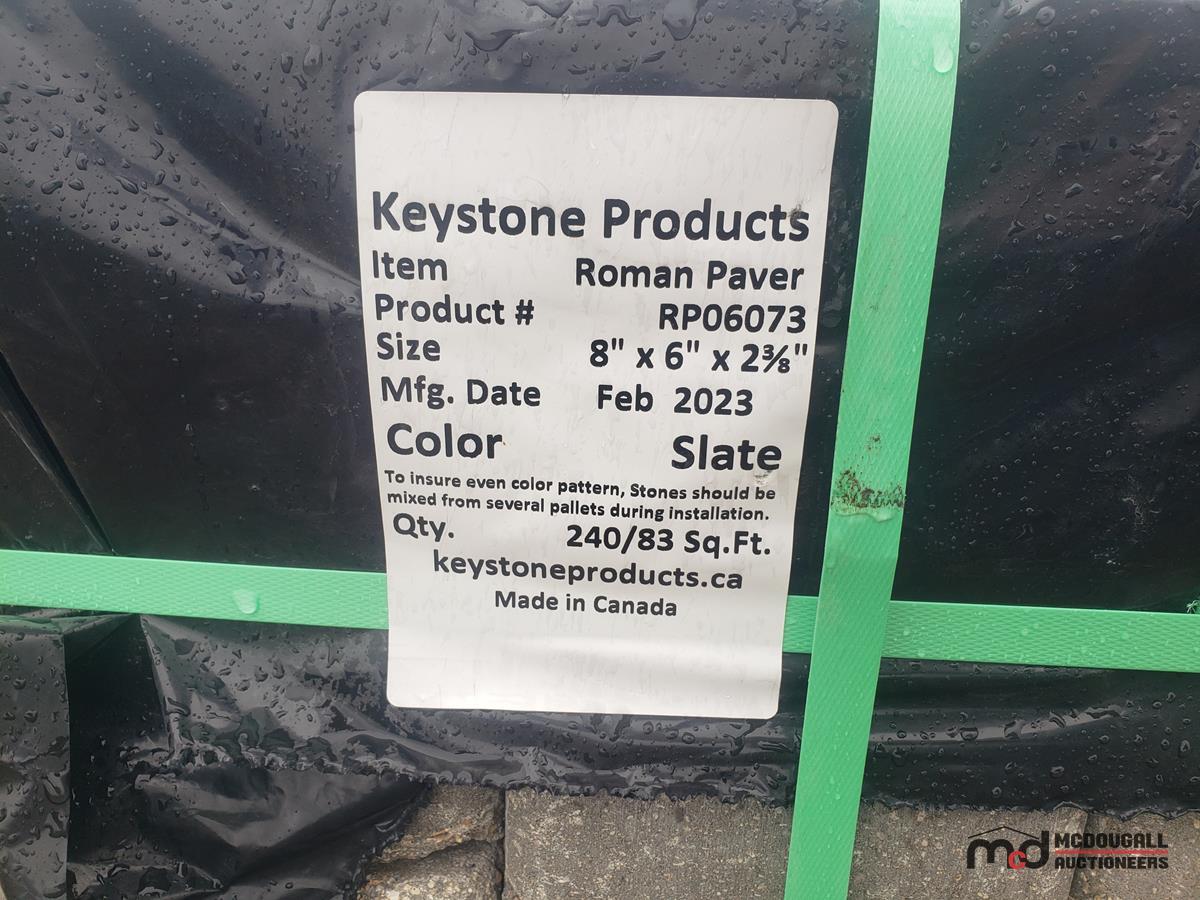 Keystone Products
Item Roman Paver
Product # RP06073
Size 8" x 6" x 2⅜"
Mfg. Date Feb 2023
Color Slate
To insure even color pattern, Stones should be
mixed from several pallets during installation.
Qty. 240/83 Sq.Ft.
keystoneproducts.ca
Made in Canada
mcd MCDOUGALL
AUCTIONEERS